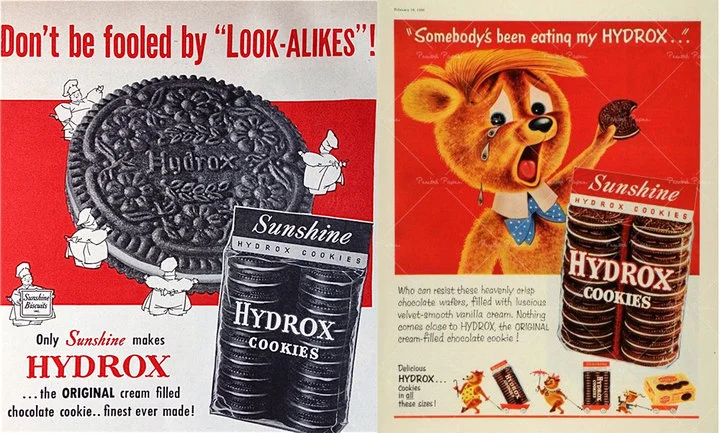 Don't be fooled by "LOOK-ALIKES"!
Hydrox
Sunshine
HYDROX COOKIES
HYDROX
COOKIES
Sunshine
Biscuits
Only Sunshine makes
HYDROX
...the ORIGINAL cream filled
chocolate cookie..finest ever made!
"Somebody's been eating my HYDROX..."
Sunshine
HYDROX COOKIES
HYDROX
COOKIES
Who can resist these heavenly crisp
chocolate wafers, filled with luscious
velvet-smooth vanilla cream. Nothing
comes close to HYDROX, the ORIGINAL
cream-filled chocolate cookie!
Delicious
HYDROX...
Cookies
in all
these sizes!
HYDROX
HYDROX